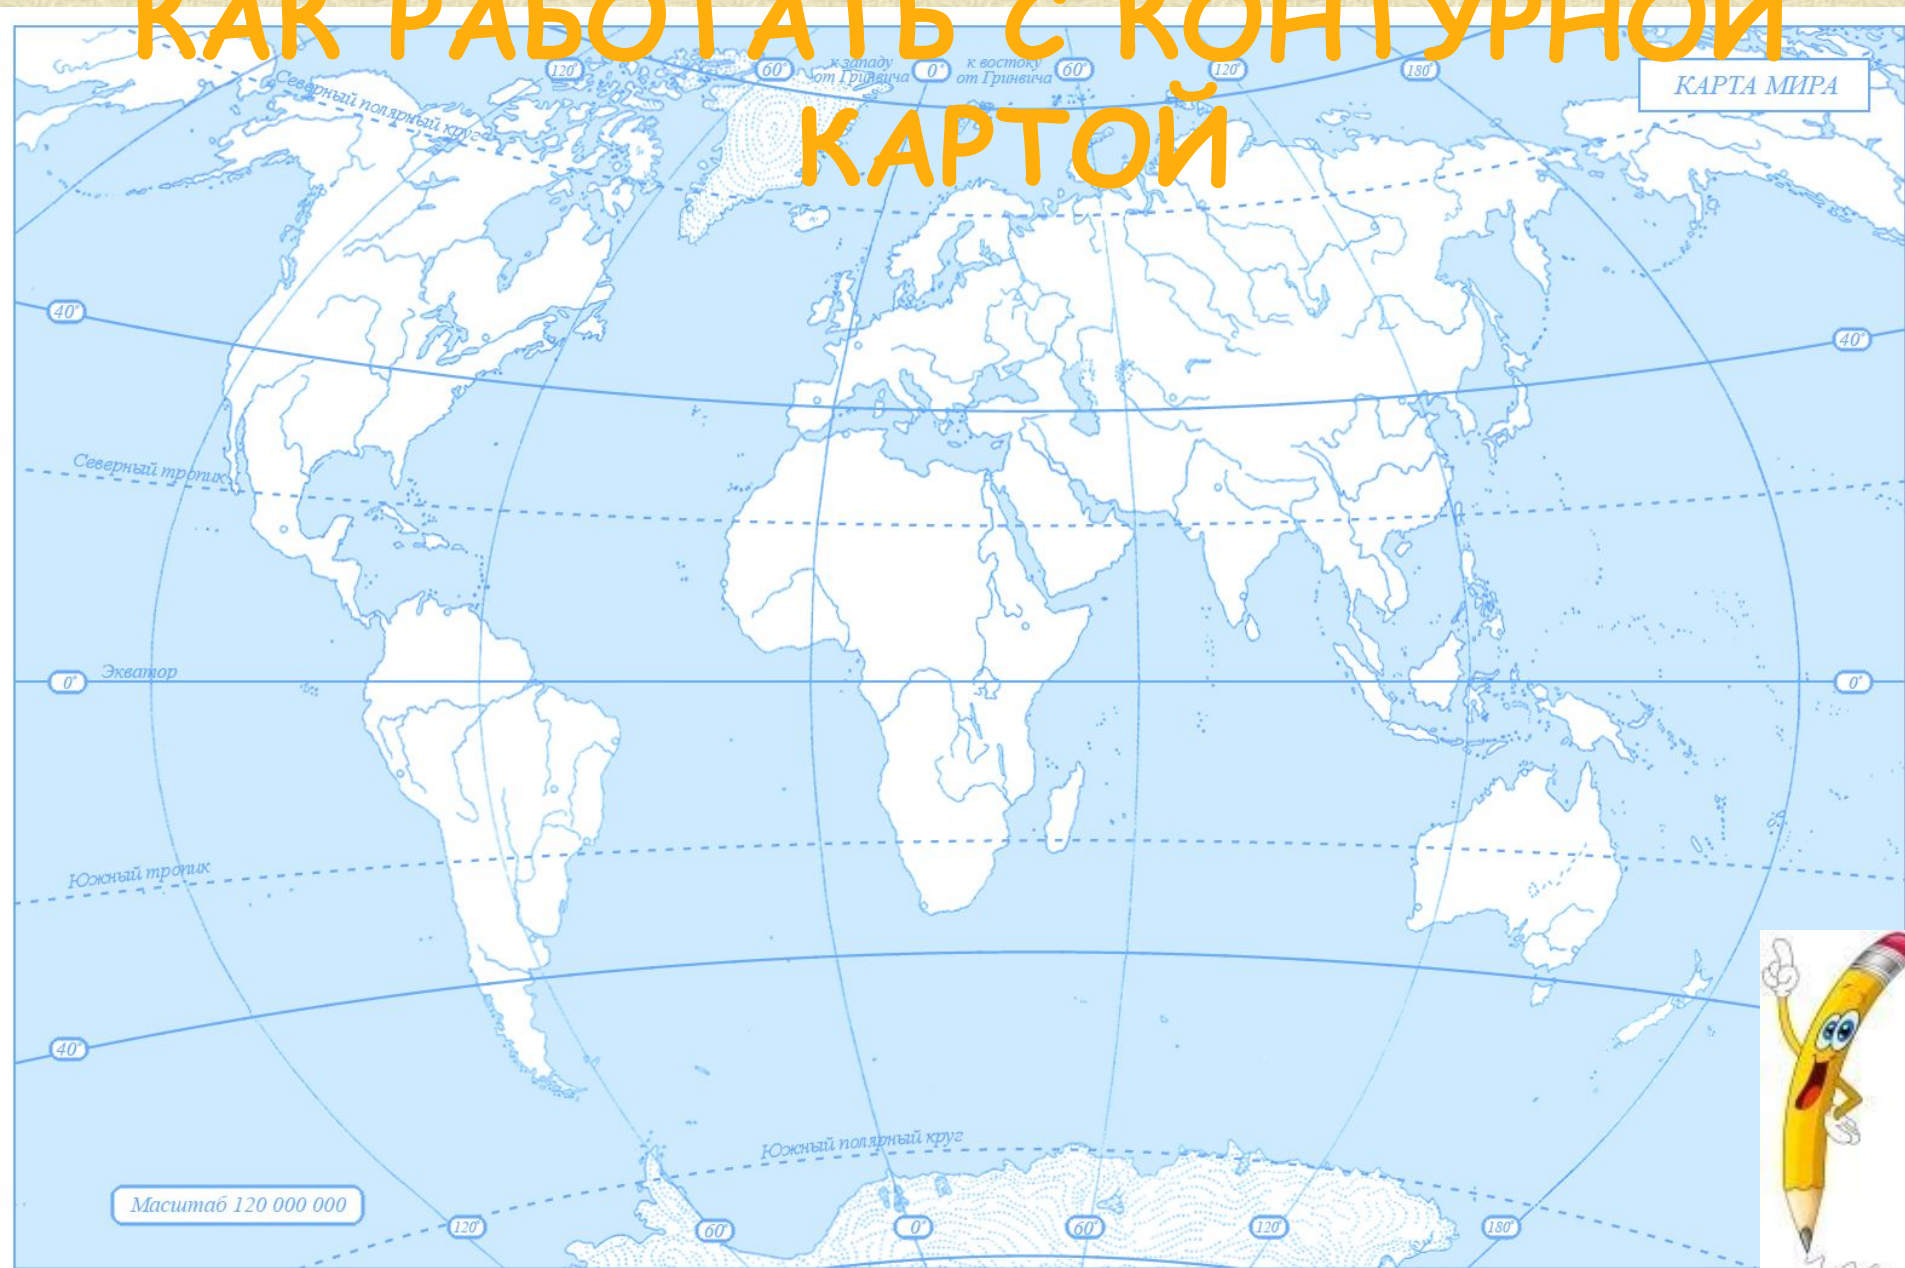 КАК РАБОТАТЬ С КОНТУРНОЙ
КАРТОЙ
120°
60°
к западу
от Гринвича
0°
к востоку
от Гринвича
60°
120°
180°
КАРТА МИРА
Северный полярный круг
40°
40°
Северный тропик
Экватор
0°
0°
Южный тропик
40°
Южный полярный круг
Масштаб 120 000 000
120°
60°
0°
60°
120°
180°